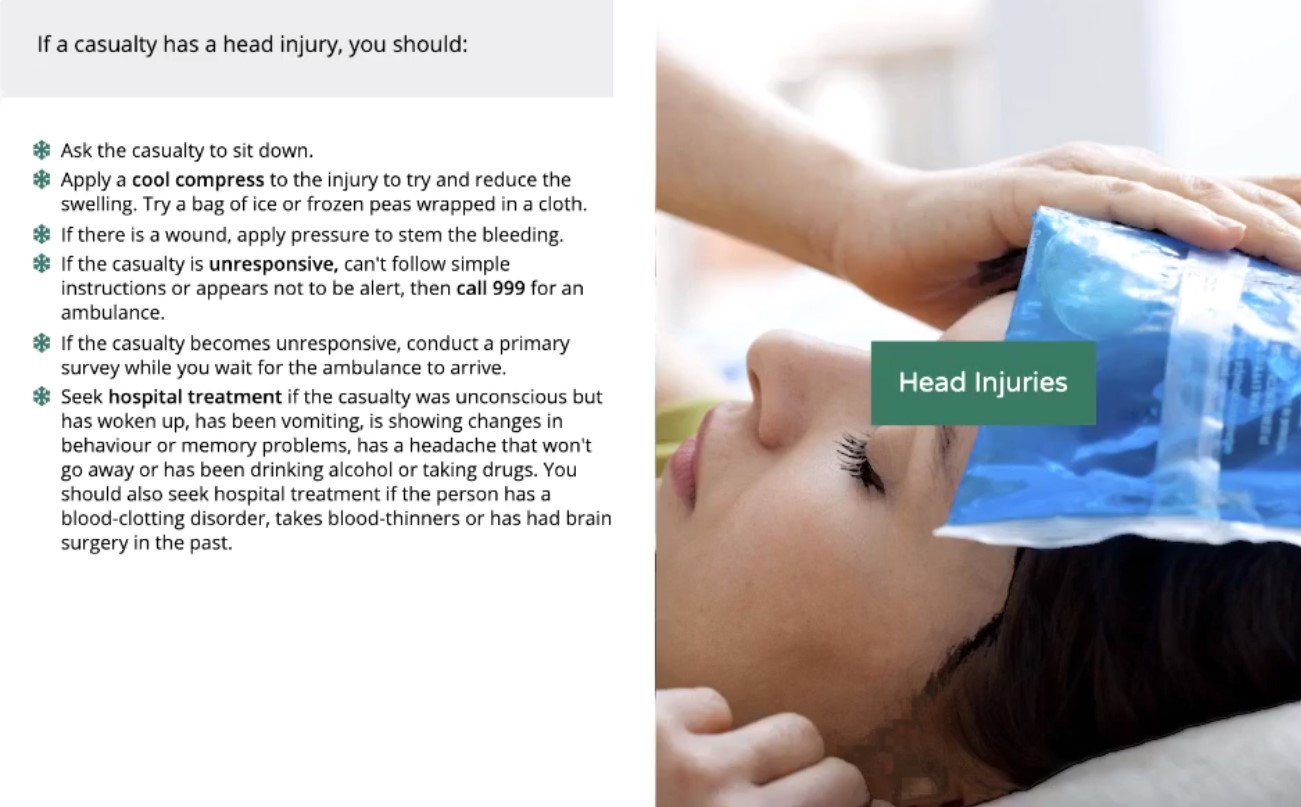 If a casualty has a head injury, you should:
Ask the casualty to sit down.
Apply a cool compress to the injury to try and reduce the
swelling. Try a bag of ice or frozen peas wrapped in a cloth.
If there is a wound, apply pressure to stem the bleeding.
If the casualty is unresponsive, can't follow simple
instructions or appears not to be alert, then call 999 for an
ambulance.
If the casualty becomes unresponsive, conduct a primary
survey while you wait for the ambulance to arrive.
Seek hospital treatment if the casualty was unconscious but
has woken up, has been vomiting, is showing changes in
behaviour or memory problems, has a headache that won't
go away or has been drinking alcohol or taking drugs. You
should also seek hospital treatment if the person has a
blood-clotting disorder, takes blood-thinners or has had brain
surgery in the past.
Head Injuries